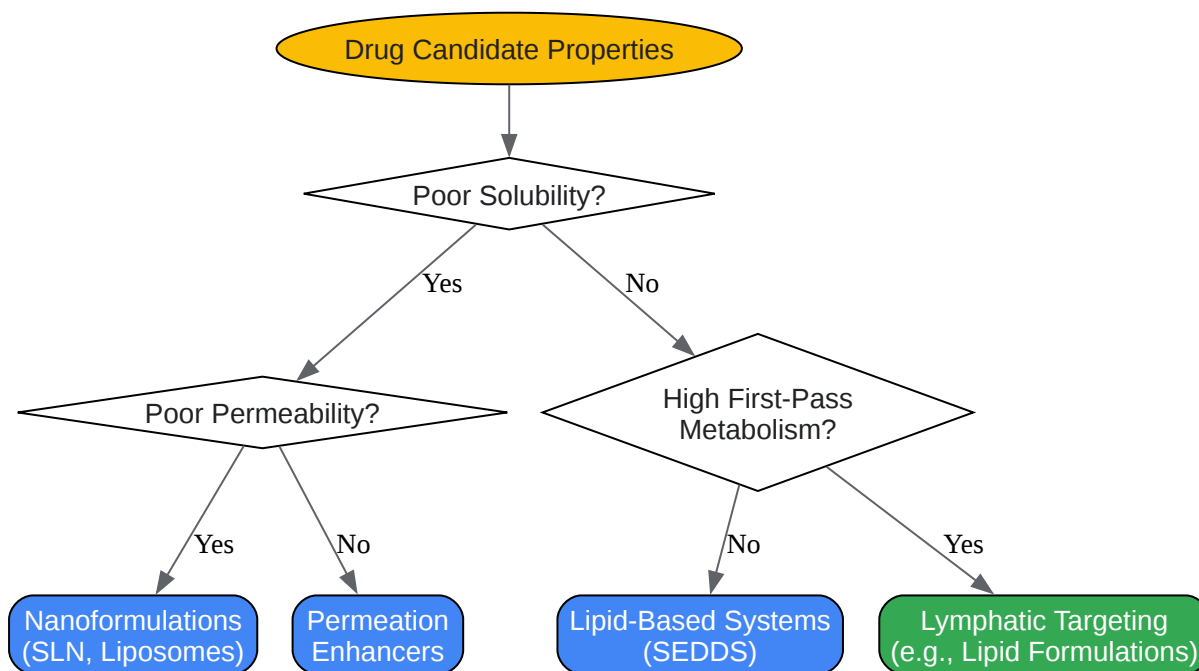 Drug Candidate Properties
Poor Solubility?
Yes
No
Poor Permeability?
High First-Pass
Metabolism?
Yes
No
No
Yes
Nanoformulations
(SLN, Liposomes)
Permeation
Enhancers
Lipid-Based Systems
(SEDDS)
Lymphatic Targeting
(e.g., Lipid Formulations)